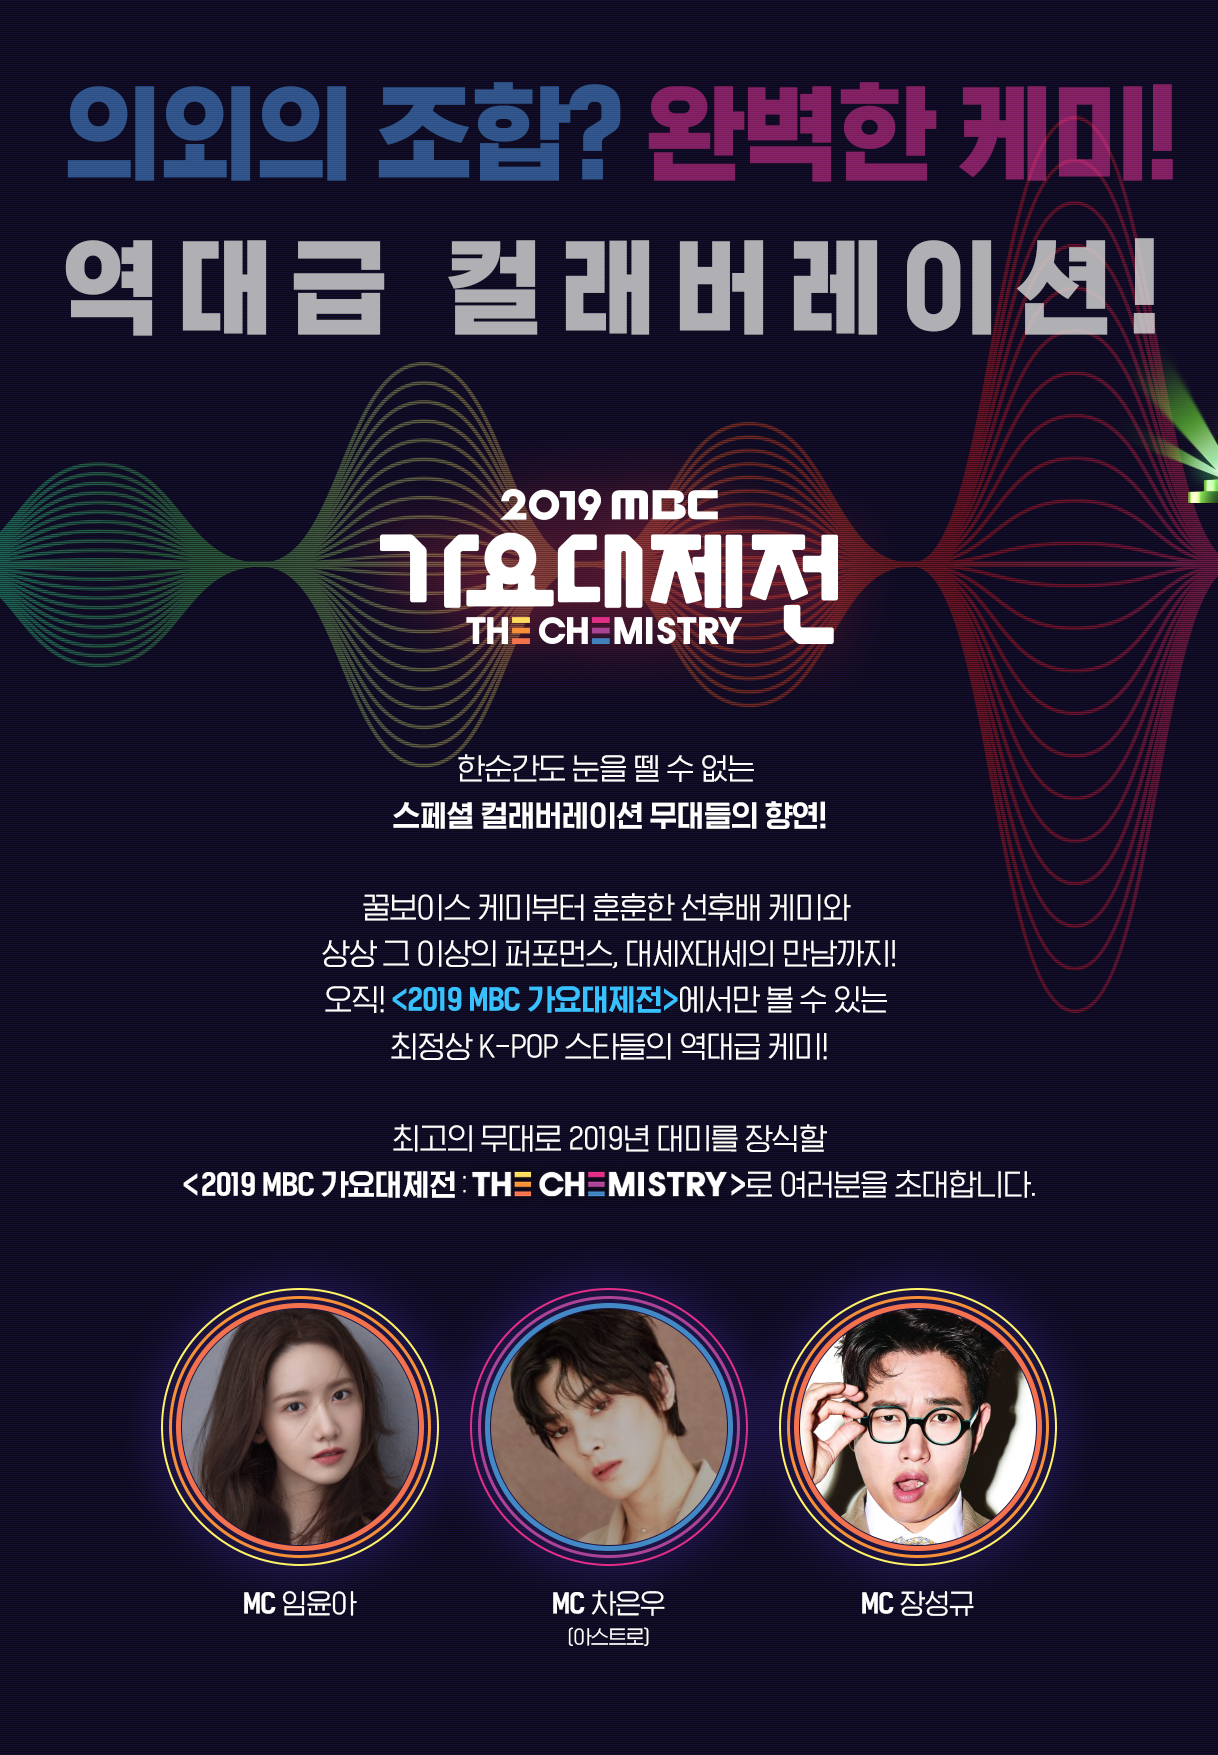 의외의 조합? 완벽한 케미!
역대급 컬래버레이션!
2019 MBC
가요대제전
THE CHEMISTRY
한순간도 눈을 뗄 수 없는
스페셜 컬래버레이션 무대들의 향연!
꿀보이스 케미부터 훈훈한 선후배 케미와
상상 그 이상의 퍼포먼스, 대세X대세의 만남까지!
오직! <2019 MBC 가요대제전>에서만 볼 수 있는
최정상 K-POP 스타들의 역대급 케미!
최고의 무대로 2019년 대미를 장식할
<2019 MBC 가요대제전 : THE CHEMISTRY>로 여러분을 초대합니다.
MC 임윤아
MC 차은우
(아스트로)
MC 장성규